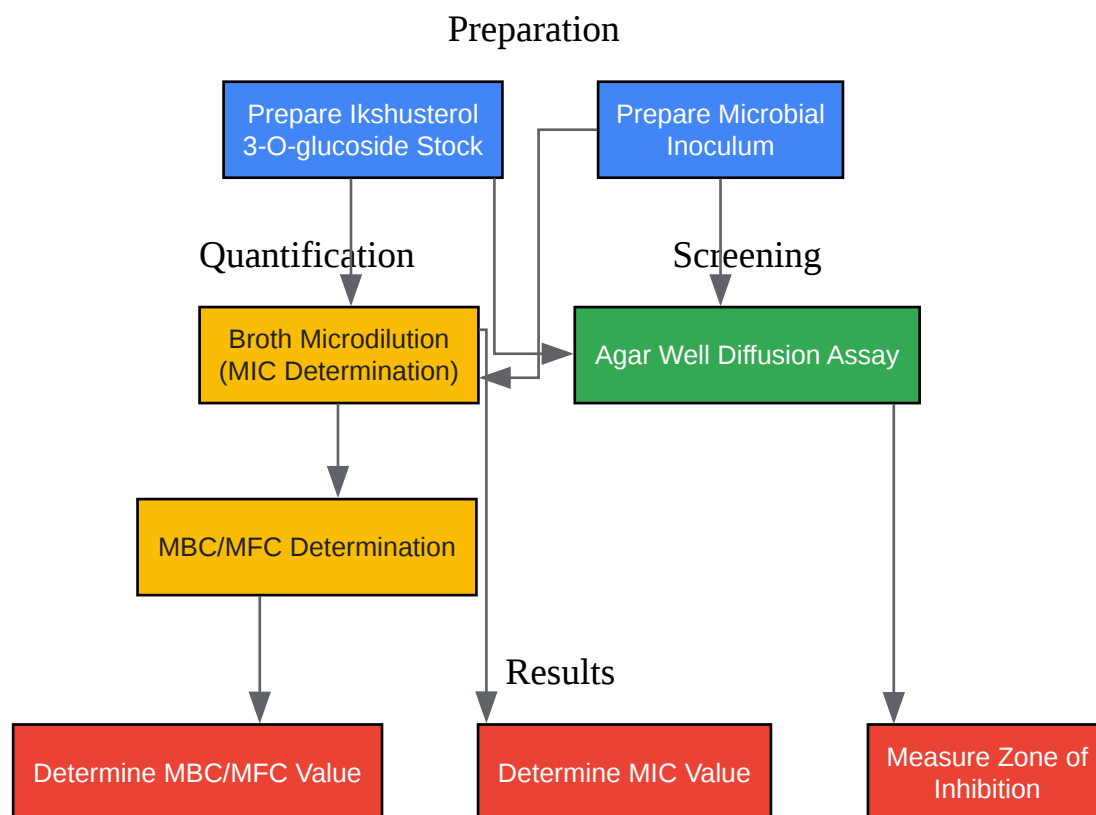 Preparation
Prepare Ikshusterol
3-O-glucoside Stock
Prepare Microbial
Inoculum
Quantification
Screening
Broth Microdilution
(MIC Determination)
Agar Well Diffusion Assay
MBC/MFC Determination
Results
Determine MBC/MFC Value
Determine MIC Value
Measure Zone of
Inhibition